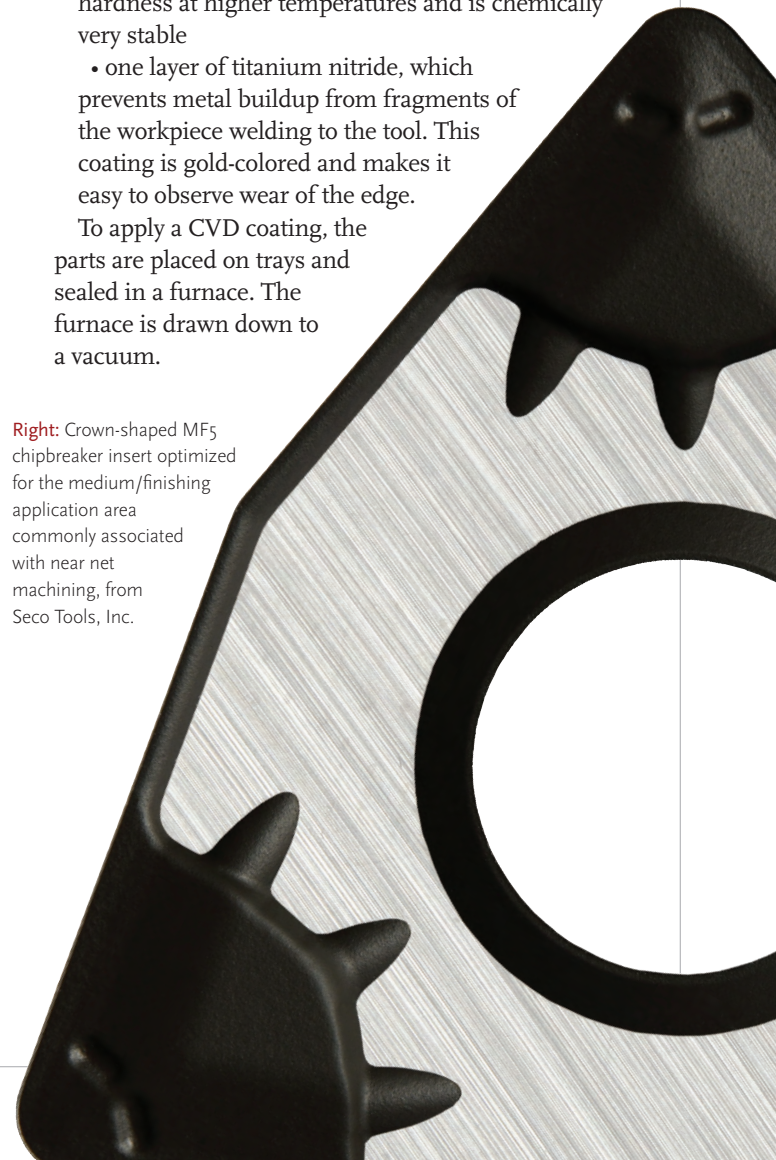 hardness at higher temperatures and is chemically
very stable
• one layer of titanium nitride, which
prevents metal buildup from fragments of
the workpiece welding to the tool. This
coating is gold-colored and makes it
easy to observe wear of the edge.
To apply a CVD coating, the
parts are placed on trays and
sealed in a furnace. The
furnace is drawn down to
a vacuum.
Right: Crown-shaped MF5
chipbreaker insert optimized
for the medium/finishing
application area
commonly associated
with near net
machining, from
Seco Tools, Inc.